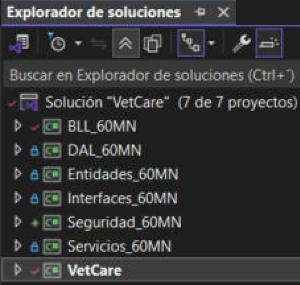 Explorador de soluciones
Buscar en Explorador de soluciones (Ctrl+´)
Solución "VetCare" (7 de 7 proyectos)
BLL_60MN
DAL_60MN
Entidades_60MN
Interfaces_60MN
Seguridad_60MN
Servicios_60MN
VetCare